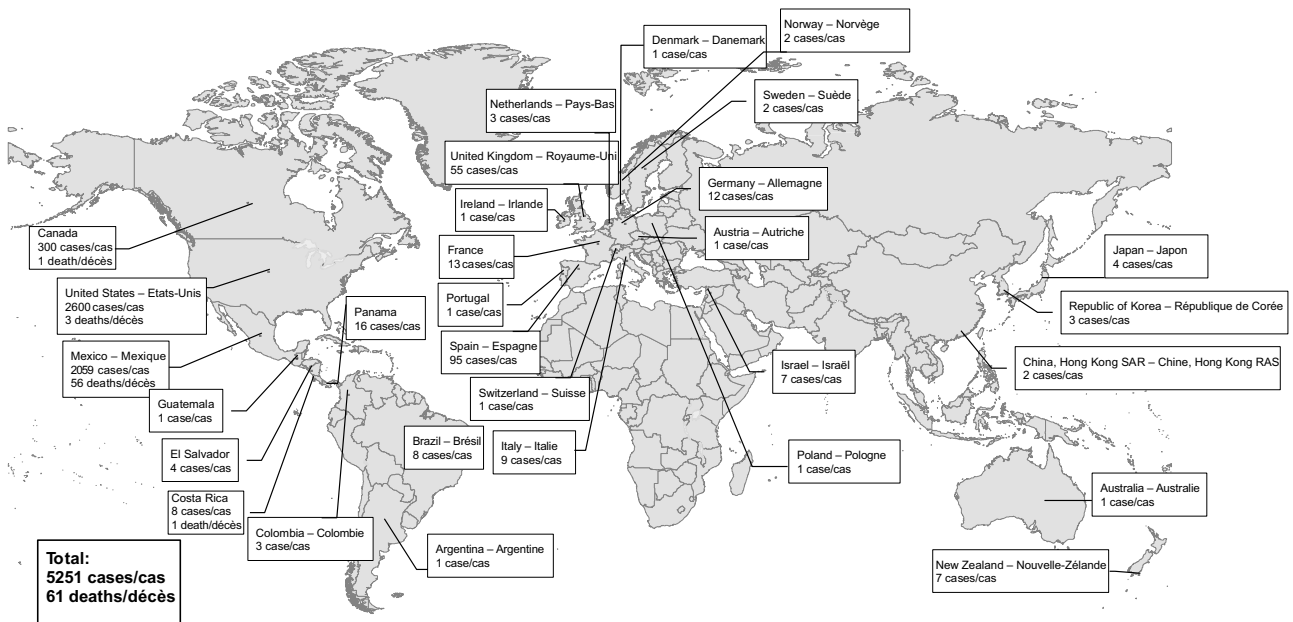 Norway – Norvège
2 cases/cas
Denmark – Danemark
1 case/cas
Sweden – Suède
2 cases/cas
Netherlands – Pays-Bas
3 cases/cas
United Kingdom – Royaume-Uni
55 cases/cas
Germany – Allemagne
12 cases/cas
Ireland – Irlande
1 case/cas
Austria – Autriche
1 case/cas
France
13 cases/cas
Portugal
1 case/cas
Spain – Espagne
95 cases/cas
Switzerland – Suisse
1 case/cas
Italy – Italie
9 cases/cas
Poland – Pologne
1 case/cas
Israel – Israël
7 cases/cas
Japan – Japon
4 cases/cas
Republic of Korea – République de Corée
3 cases/cas
China, Hong Kong SAR – Chine, Hong Kong RAS
2 cases/cas
Australia – Australie
1 case/cas
New Zealand – Nouvelle-Zélande
7 cases/cas
Canada
300 cases/cas
1 death/décès
United States – Etats-Unis
2600 cases/cas
3 deaths/décès
Mexico – Mexique
2059 cases/cas
56 deaths/décès
Panama
16 cases/cas
Guatemala
1 case/cas
El Salvador
4 cases/cas
Costa Rica
8 cases/cas
1 death/décès
Colombia – Colombie
3 case/cas
Brazil – Brésil
8 cases/cas
Argentina – Argentine
1 case/cas
Total:
5251 cases/cas
61 deaths/décès